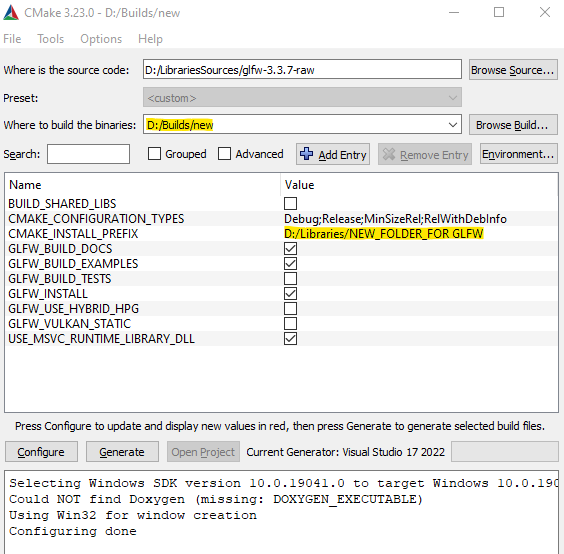 CMake 3.23.0 - D:/Builds/new
File Tools Options Help
Where is the source code: D:/LibrariesSources/glfw-3.3.7-raw Browse Source...
Preset: <custom>
Where to build the binaries: D:/Builds/new Browse Build...
Search: Grouped Advanced Add Entry Remove Entry Environment...
Name Value
BUILD_SHARED_LIBS
CMAKE_CONFIGURATION_TYPES Debug;Release;MinSizeRel;RelWithDebInfo
CMAKE_INSTALL_PREFIX D:/Libraries/NEW_FOLDER_FOR GLFW
GLFW_BUILD_DOCS
GLFW_BUILD_EXAMPLES
GLFW_BUILD_TESTS
GLFW_INSTALL
GLFW_USE_HYBRID_HPG
GLFW_VULKAN_STATIC
USE_MSVC_RUNTIME_LIBRARY_DLL
Press Configure to update and display new values in red, then press Generate to generate selected build files.
Configure Generate Open Project Current Generator: Visual Studio 17 2022
Selecting Windows SDK version 10.0.19041.0 to target Windows 10.0.190
Could NOT find Doxygen (missing: DOXYGEN_EXECUTABLE)
Using Win32 for window creation
Configuring done